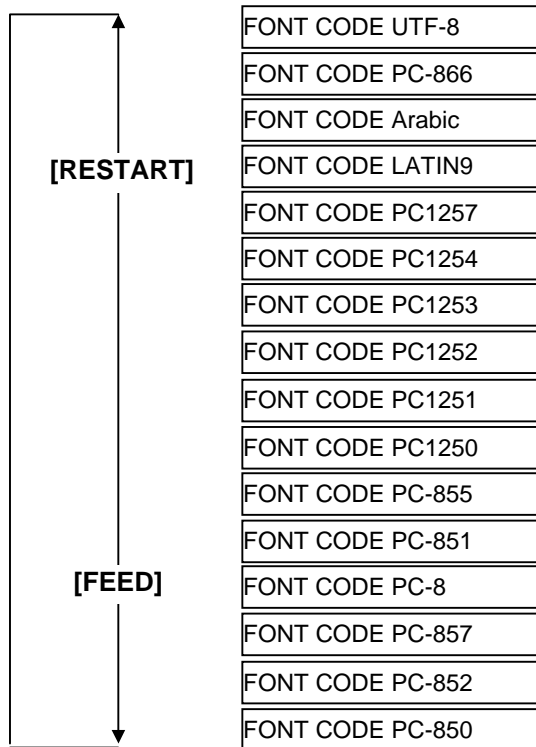 FONT CODE UTF-8
FONT CODE PC-866
FONT CODE Arabic
[RESTART]
FONT CODE LATIN9
FONT CODE PC1257
FONT CODE PC1254
FONT CODE PC1253
FONT CODE PC1252
FONT CODE PC1251
FONT CODE PC1250
FONT CODE PC-855
FONT CODE PC-851
[FEED]
FONT CODE PC-8
FONT CODE PC-857
FONT CODE PC-852
FONT CODE PC-850